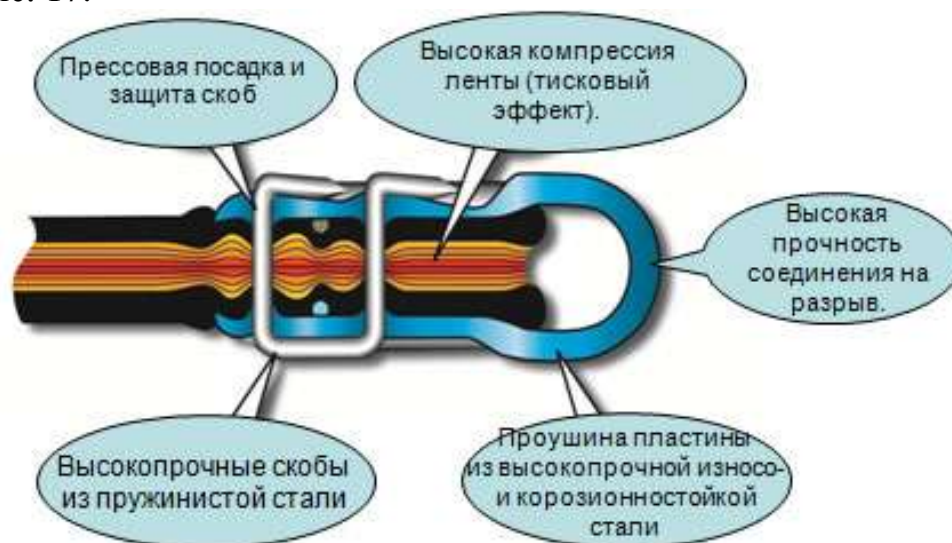 Прессовая посадка и
защита скоб
Высокая компрессия
ленты (тисковый
эффект).
Высокая
прочность
соединения на
разрыв.
Высокопрочные скобы
из пружинистой стали
Проушина пластины
из высокопрочной износо-
и корозионностойкой
стали